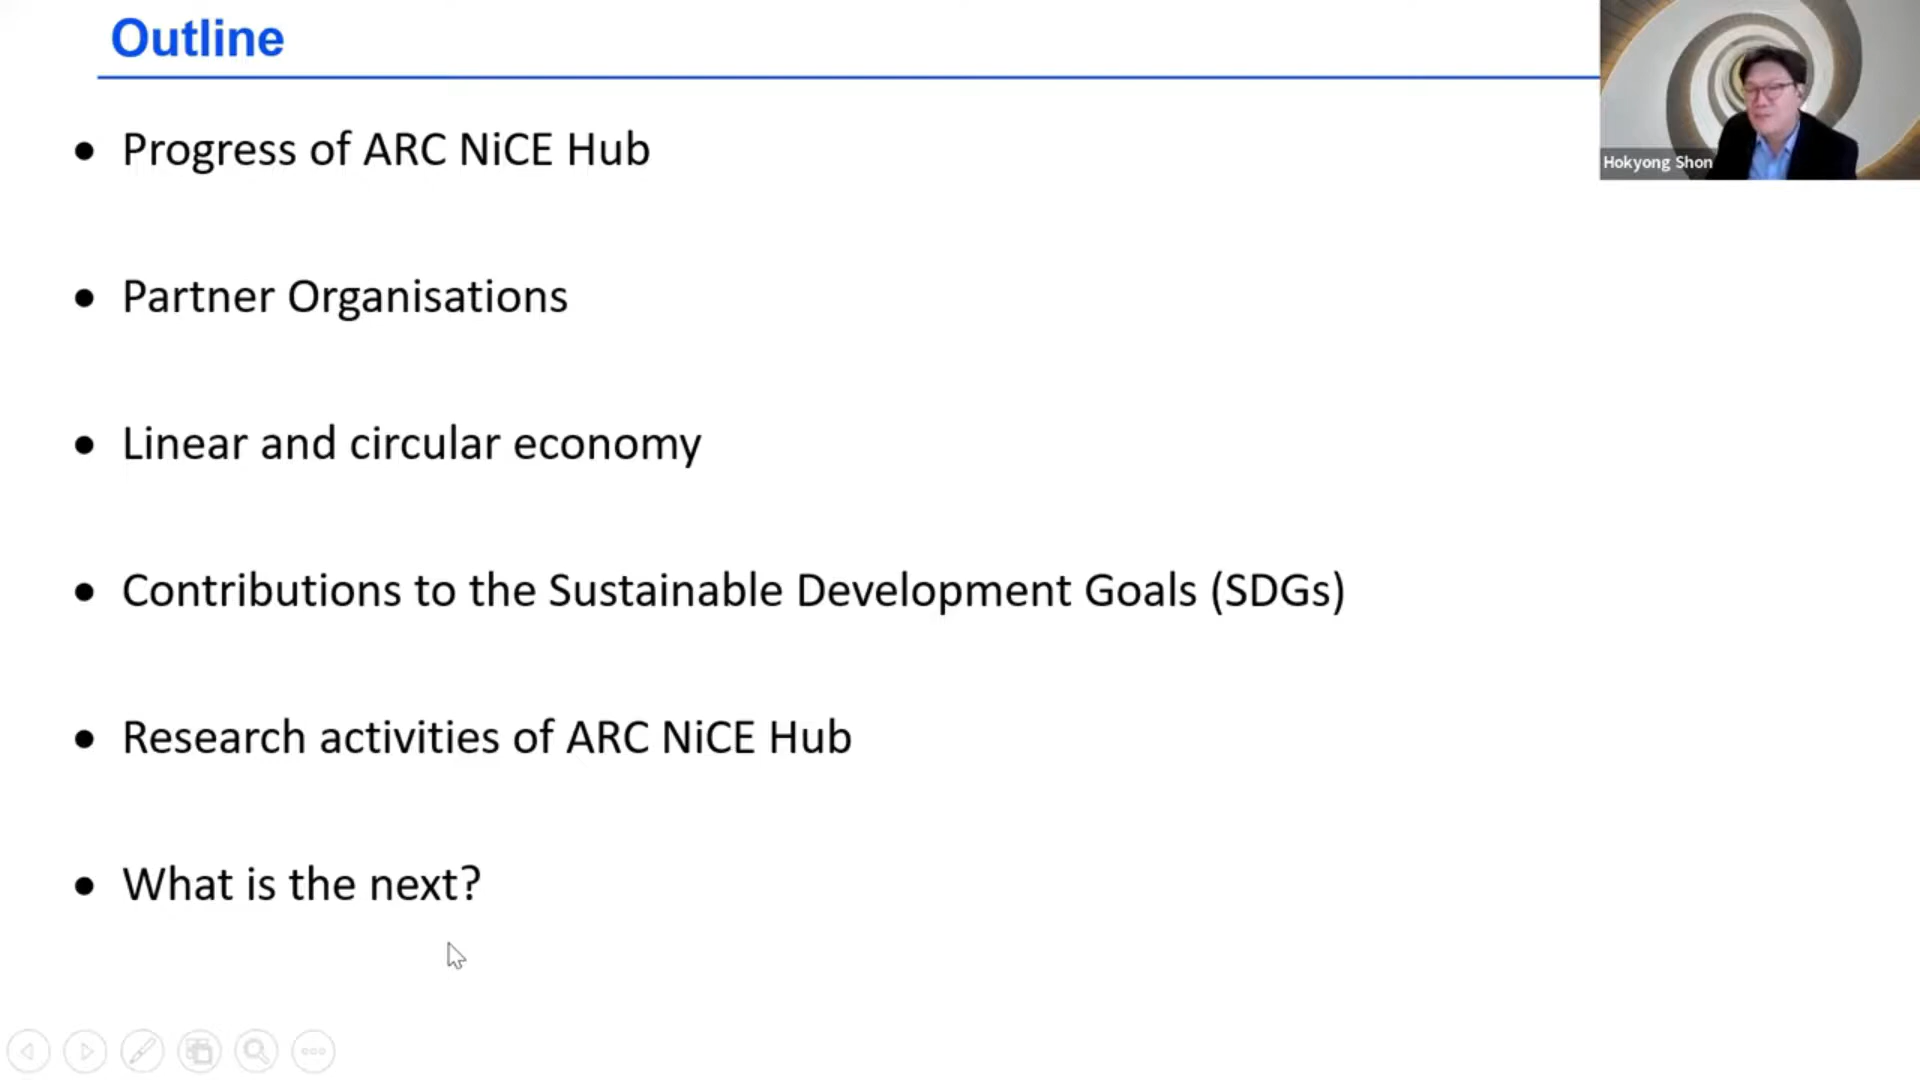 Outline
Hokyong Shon
• Progress of ARC NiCE Hub
• Partner Organisations
• Linear and circular economy
• Contributions to the Sustainable Development Goals (SDGs)
• Research activities of ARC NiCE Hub
• What is the next?